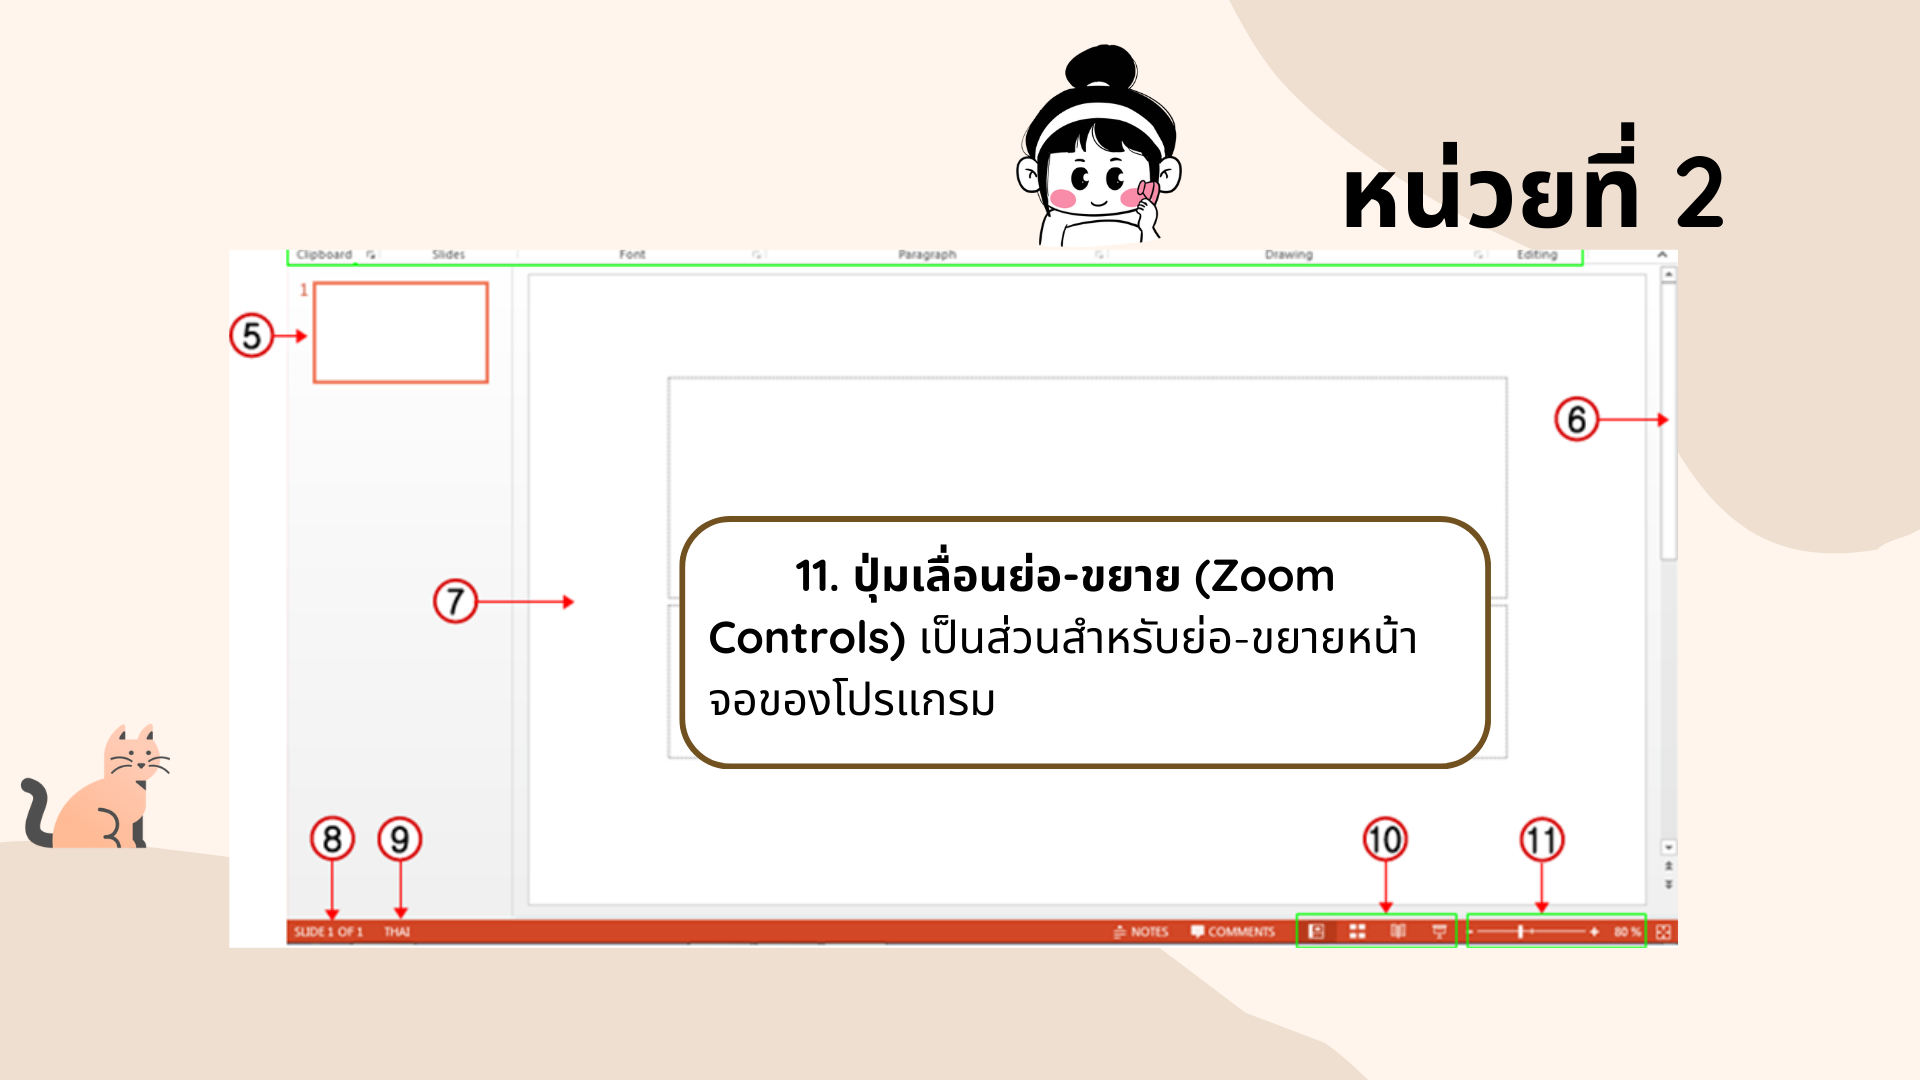 หน่วยที่ 2
Clipboard Slides Font Paragraph Drawing Editing
1
5
6
11. ปุ่มเลื่อนย่อ-ขยาย (Zoom
Controls) เป็นส่วนสำหรับย่อ-ขยายหน้า
จอของโปรแกรม
7
8 9 10 11
SLIDE 1 OF 1 THAI NOTES COMMENTS 80 %